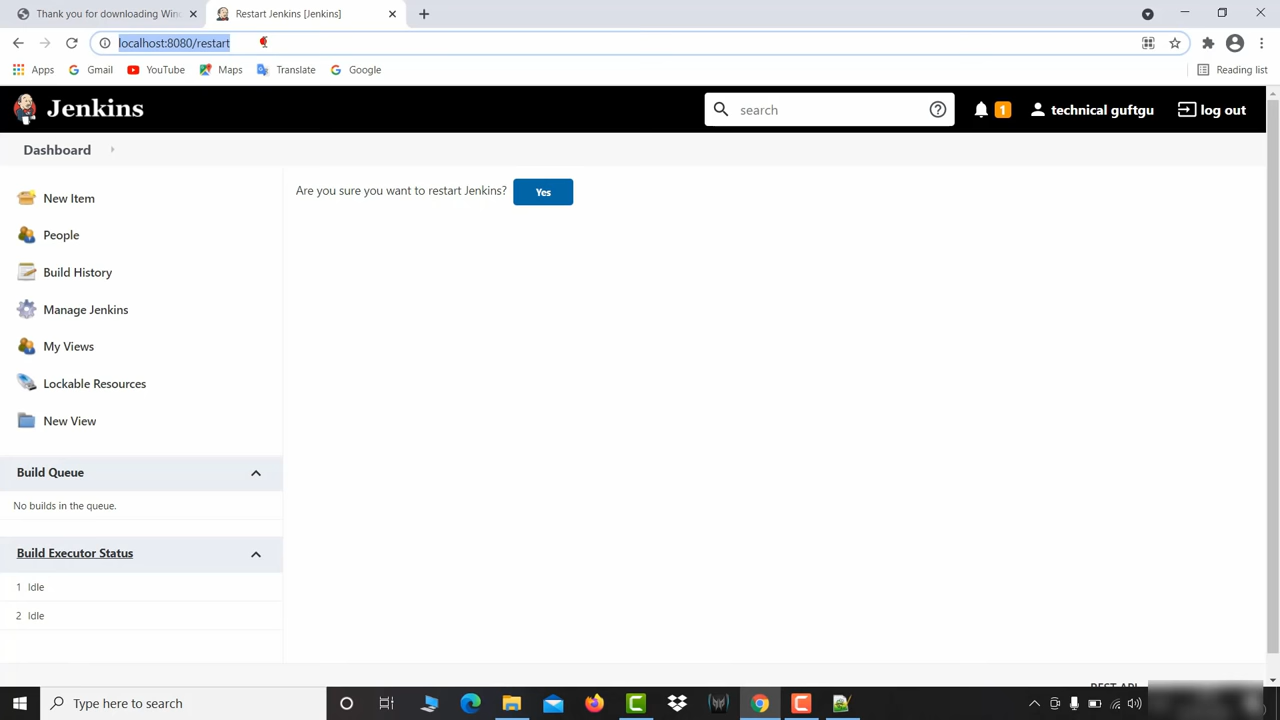 Thank you for downloading Win
Restart Jenkins [Jenkins]
localhost:8080/restart
Apps
Gmail
YouTube
Maps
Translate
Google
Reading list
Jenkins
search
1
technical guftgu
log out
Dashboard
New Item
Are you sure you want to restart Jenkins?
Yes
People
Build History
Manage Jenkins
My Views
Lockable Resources
New View
Build Queue
No builds in the queue.
Build Executor Status
1 Idle
2 Idle
REST API
Type here to search